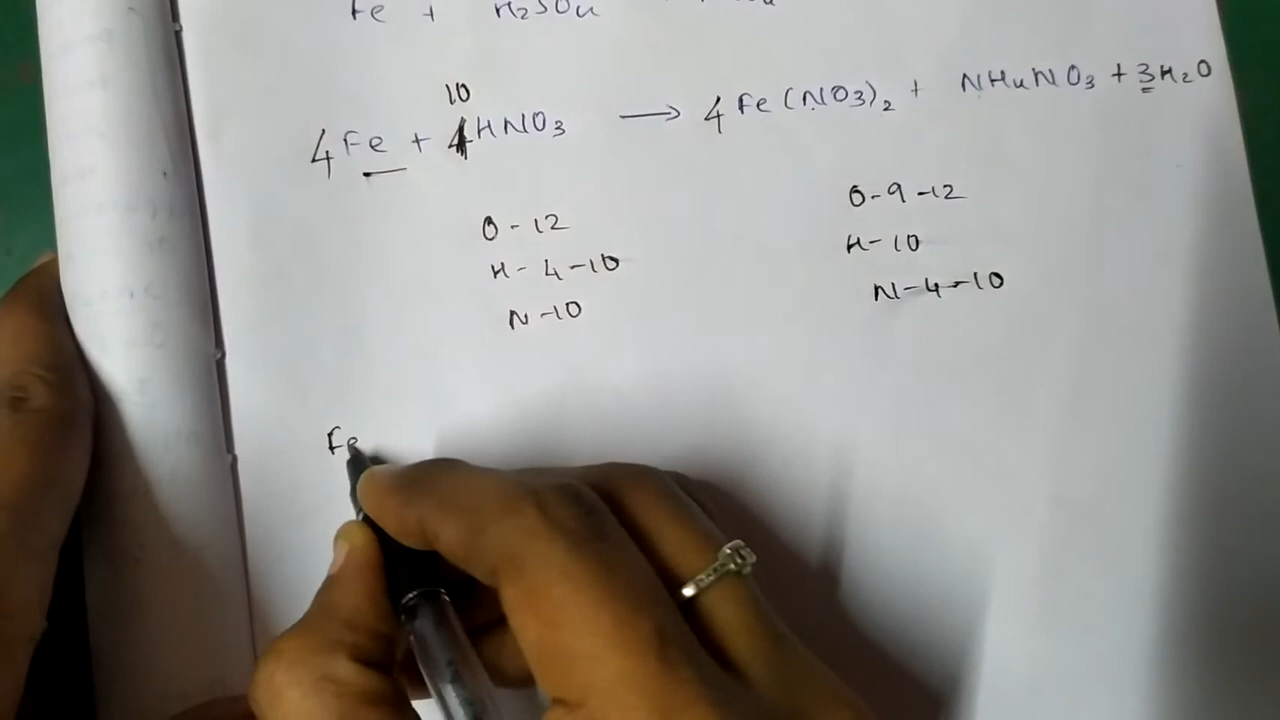 Fe + H₂SO₄
10
4Fe + 4HNO₃ → 4Fe(NO₃)₂ + NH₄NO₃ + 3H₂O
O - 12
O - 9 - 12
H - 4 - 10
H - 10
N - 10
N - 4 - 10
Fe